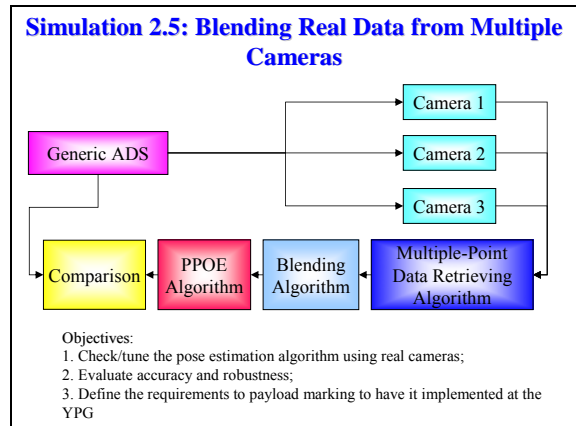 Simulation 2.5: Blending Real Data from Multiple
Cameras
Camera 1
Generic ADS
Camera 2
Camera 3
Comparison
PPOE
Algorithm
Blending
Algorithm
Multiple-Point
Data Retrieving
Algorithm
Objectives:
1. Check/tune the pose estimation algorithm using real cameras;
2. Evaluate accuracy and robustness;
3. Define the requirements to payload marking to have it implemented at the
YPG